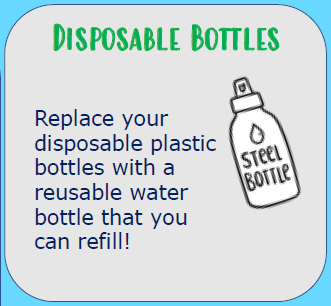 DISPOSABLE BOTTLES
Replace your
disposable plastic
bottles with a
reusable water
bottle that you
can refill!
STEEL
BOTTLE